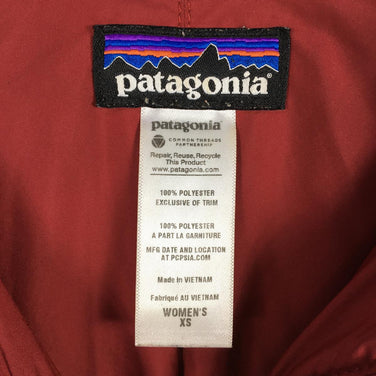 patagonia®
patagonia®
COMMON THREADS
PARTNERSHIP
Repair, Reuse, Recycle
This Product
www.patagonia.com
100% POLYESTER
EXCLUSIVE OF TRIM
100% POLYESTER
A PART LA GARNITURE
MFG DATE AND LOCATION
AT PCPSIA.COM
Made in VIETNAM
Fabriqué AU VIETNAM
WOMEN'S
XS